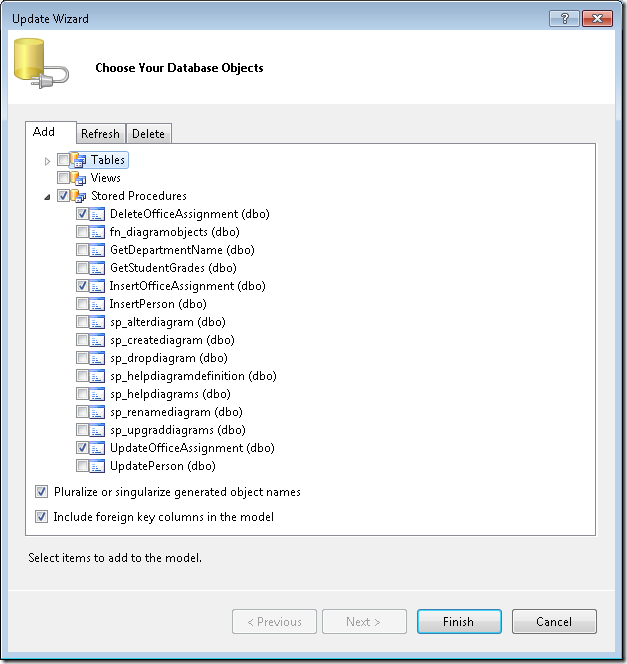 Update Wizard
Choose Your Database Objects
Add Refresh Delete
Tables
Views
Stored Procedures
DeleteOfficeAssignment (dbo)
fn_diagramobjects (dbo)
GetDepartmentName (dbo)
GetStudentGrades (dbo)
InsertOfficeAssignment (dbo)
InsertPerson (dbo)
sp_alterdiagram (dbo)
sp_creatediagram (dbo)
sp_dropdiagram (dbo)
sp_helpdiagramdefinition (dbo)
sp_helpdiagrams (dbo)
sp_renamediagram (dbo)
sp_upgraddiagrams (dbo)
UpdateOfficeAssignment (dbo)
UpdatePerson (dbo)
Pluralize or singularize generated object names
Include foreign key columns in the model
Select items to add to the model.
< Previous Next > Finish Cancel